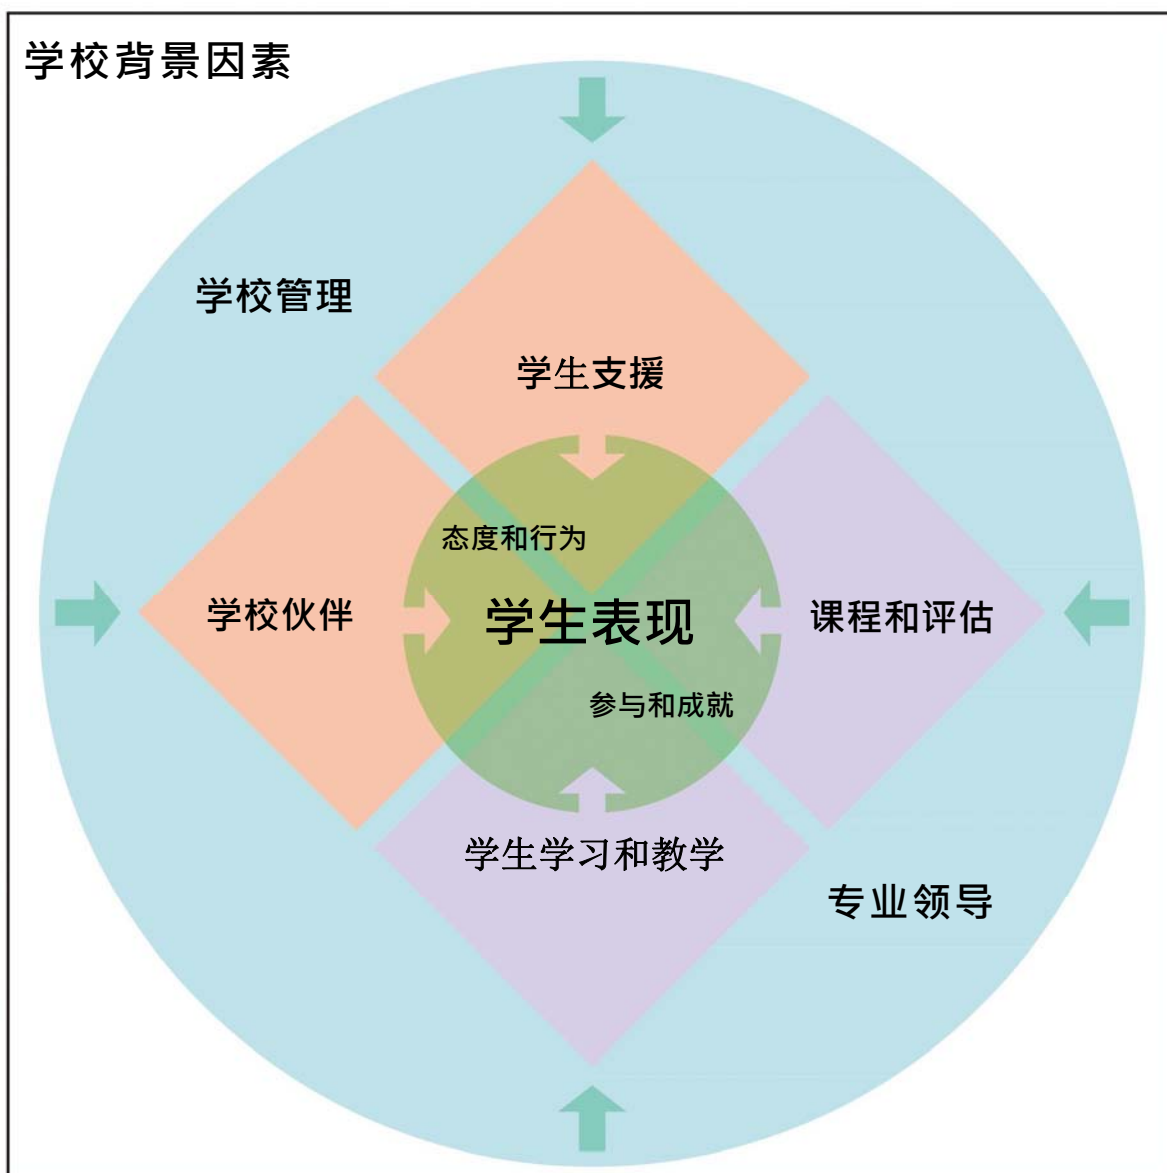 学校背景因素
学校管理
学生支援
态度和行为
学校伙伴
学生表现
课程和评估
参与和成就
学生学习和教学
专业领导